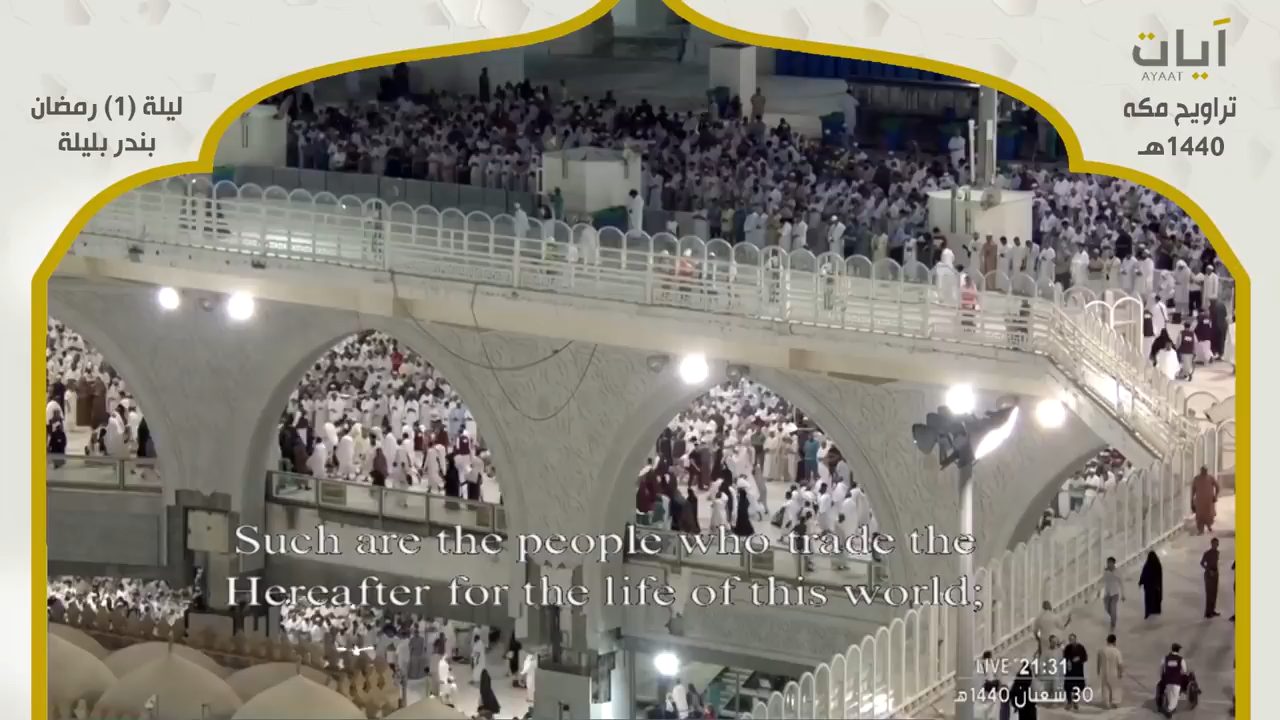 آيات
AYAAT
تراويح مكه
1440هـ
ليلة (1) رمضان
بندر بليلة
Such are the people who trade the
Hereafter for the life of this world;
LIVE 21:31
30 شعبان 1440هـ